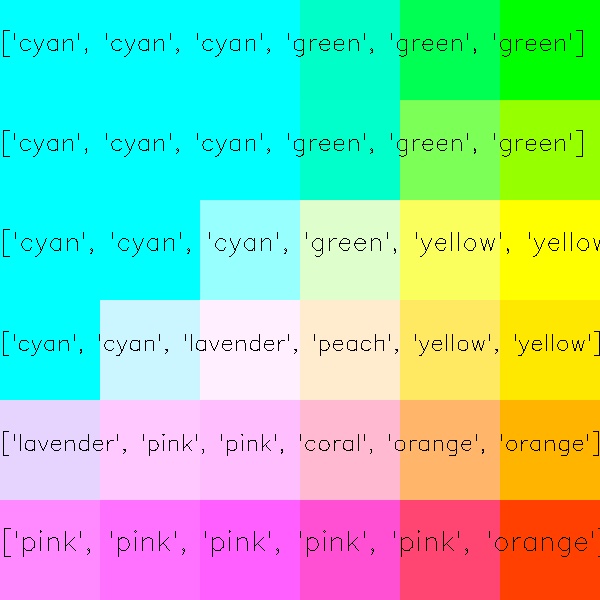 ['cyan', 'cyan', 'cyan', 'green', 'green', 'green']
['cyan', 'cyan', 'cyan', 'green', 'green', 'green']
['cyan', 'cyan', 'cyan', 'green', 'yellow', 'yellow
['cyan', 'cyan', 'lavender', 'peach', 'yellow', 'yellow']
['lavender', 'pink', 'pink', 'coral', 'orange', 'orange']
['pink', 'pink', 'pink', 'pink', 'pink', 'orange']